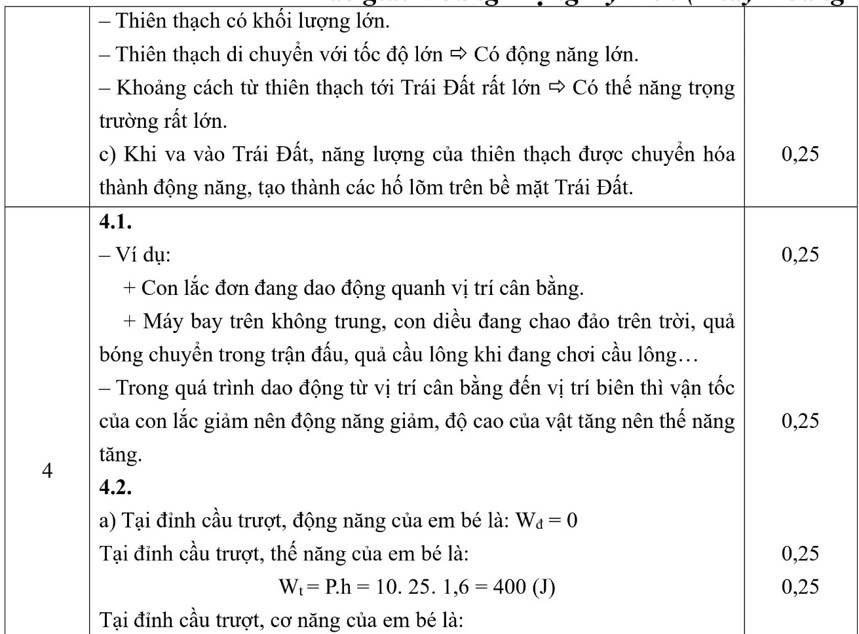 – Thiên thạch có khối lượng lớn.
– Thiên thạch di chuyển với tốc độ lớn ⇨ Có động năng lớn.
– Khoảng cách từ thiên thạch tới Trái Đất rất lớn ⇨ Có thế năng trọng
trường rất lớn.
c) Khi va vào Trái Đất, năng lượng của thiên thạch được chuyển hóa 0,25
thành động năng, tạo thành các hố lõm trên bề mặt Trái Đất.
4.1.
– Ví dụ: 0,25
+ Con lắc đơn đang dao động quanh vị trí cân bằng.
+ Máy bay trên không trung, con diều đang chao đảo trên trời, quả
bóng chuyền trong trận đấu, quả cầu lông khi đang chơi cầu lông…
– Trong quá trình dao động từ vị trí cân bằng đến vị trí biên thì vận tốc
của con lắc giảm nên động năng giảm, độ cao của vật tăng nên thế năng 0,25
tăng.
4
4.2.
a) Tại đỉnh cầu trượt, động năng của em bé là: Wđ = 0
Tại đỉnh cầu trượt, thế năng của em bé là: 0,25
Wt = P.h = 10. 25. 1,6 = 400 (J) 0,25
Tại đỉnh cầu trượt, cơ năng của em bé là: